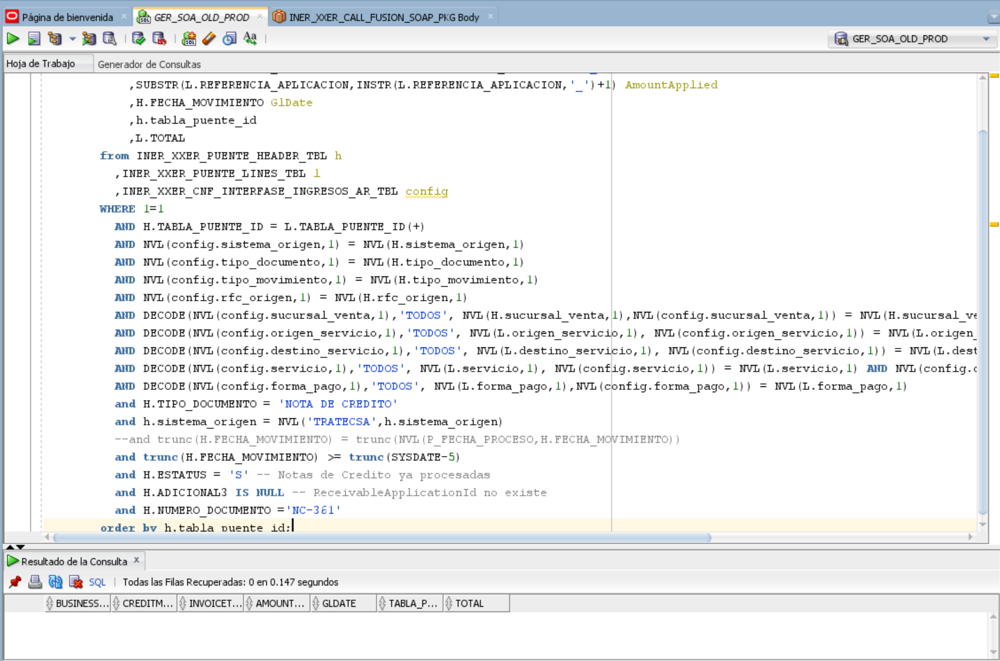 Página de bienvenida
GER_SOA_OLD_PROD
INER_XXER_CALL_FUSION_SOAP_PKG Body
GER_SOA_OLD_PROD
Hoja de Trabajo
Generador de Consultas
,SUBSTR(L.REFERENCIA_APLICACION,INSTR(L.REFERENCIA_APLICACION,'_')+1) AmountApplied
,H.FECHA_MOVIMIENTO GlDate
,h.tabla_puente_id
,L.TOTAL
from INER_XXER_PUENTE_HEADER_TBL h
,INER_XXER_PUENTE_LINES_TBL l
,INER_XXER_CNF_INTERFASE_INGRESOS_AR_TBL config
WHERE 1=1
AND H.TABLA_PUENTE_ID = L.TABLA_PUENTE_ID(+)
AND NVL(config.sistema_origen,1) = NVL(H.sistema_origen,1)
AND NVL(config.tipo_documento,1) = NVL(H.tipo_documento,1)
AND NVL(config.tipo_movimiento,1) = NVL(H.tipo_movimiento,1)
AND NVL(config.rfc_origen,1) = NVL(H.rfc_origen,1)
AND DECODE(NVL(config.sucursal_venta,1),'TODOS', NVL(H.sucursal_venta,1),NVL(config.sucursal_venta,1)) = NVL(H.sucursal_ve
AND DECODE(NVL(config.origen_servicio,1),'TODOS', NVL(L.origen_servicio,1), NVL(config.origen_servicio,1)) = NVL(L.origen_
AND DECODE(NVL(config.destino_servicio,1),'TODOS', NVL(L.destino_servicio,1), NVL(config.destino_servicio,1)) = NVL(L.dest
AND DECODE(NVL(config.servicio,1),'TODOS', NVL(L.servicio,1), NVL(config.servicio,1)) = NVL(L.servicio,1) AND NVL(config.c
AND DECODE(NVL(config.forma_pago,1),'TODOS', NVL(L.forma_pago,1),NVL(config.forma_pago,1)) = NVL(L.forma_pago,1)
and H.TIPO_DOCUMENTO = 'NOTA DE CREDITO'
and h.sistema_origen = NVL('TRATECSA',h.sistema_origen)
--and trunc(H.FECHA_MOVIMIENTO) = trunc(NVL(P_FECHA_PROCESO,H.FECHA_MOVIMIENTO))
and trunc(H.FECHA_MOVIMIENTO) >= trunc(SYSDATE-5)
and H.ESTATUS = 'S' -- Notas de Credito ya procesadas
and H.ADICIONAL3 IS NULL -- ReceivableApplicationId no existe
and H.NUMERO_DOCUMENTO ='NC-361'
order by h.tabla_puente_id;
Resultado de la Consulta
SQL | Todas las Filas Recuperadas: 0 en 0.147 segundos
BUSINESS... CREDITM... INVOICET... AMOUNT... GLDATE TABLA_P... TOTAL